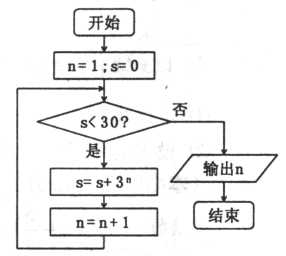 开始
n=1;s=0
s<30?
否
是
s=s+3ⁿ
输出n
n=n+1
结束